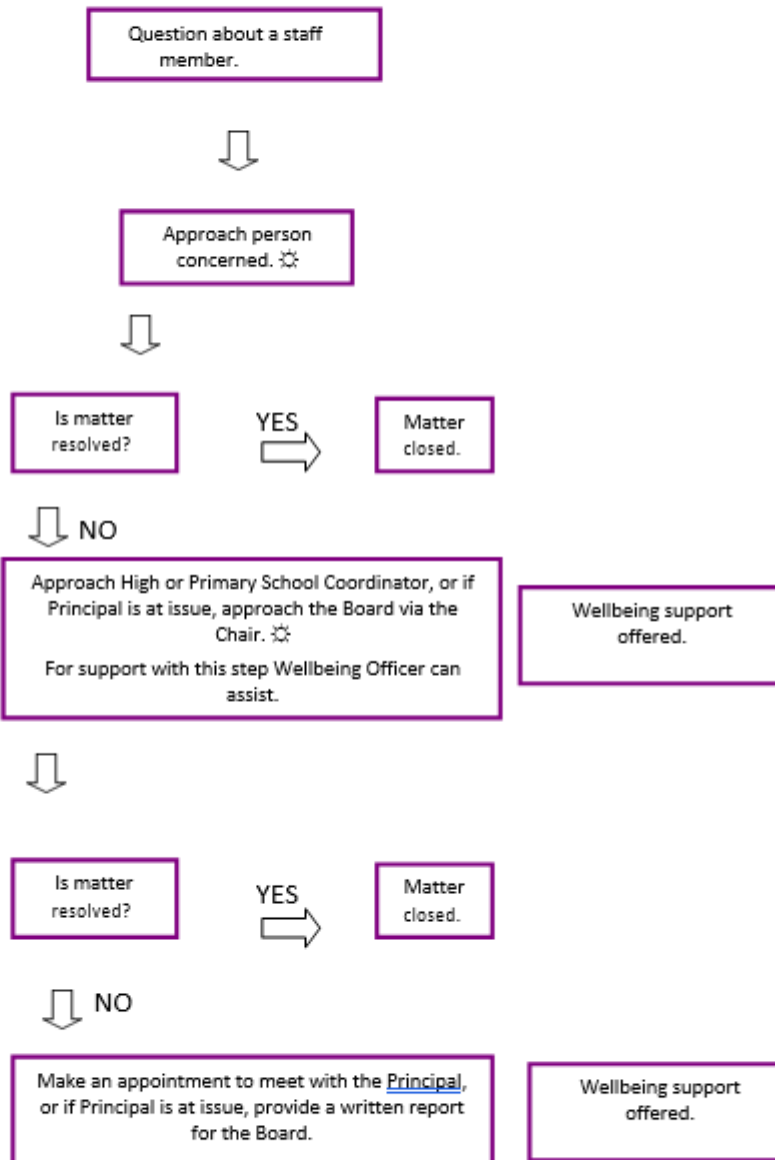 Question about a staff
member.
Approach person
concerned. ☼
Is matter
resolved?
YES
Matter
closed.
NO
Approach High or Primary School Coordinator, or if
Principal is at issue, approach the Board via the
Chair. ☼
For support with this step Wellbeing Officer can
assist.
Wellbeing support
offered.
Is matter
resolved?
YES
Matter
closed.
NO
Make an appointment to meet with the Principal,
or if Principal is at issue, provide a written report
for the Board.
Wellbeing support
offered.